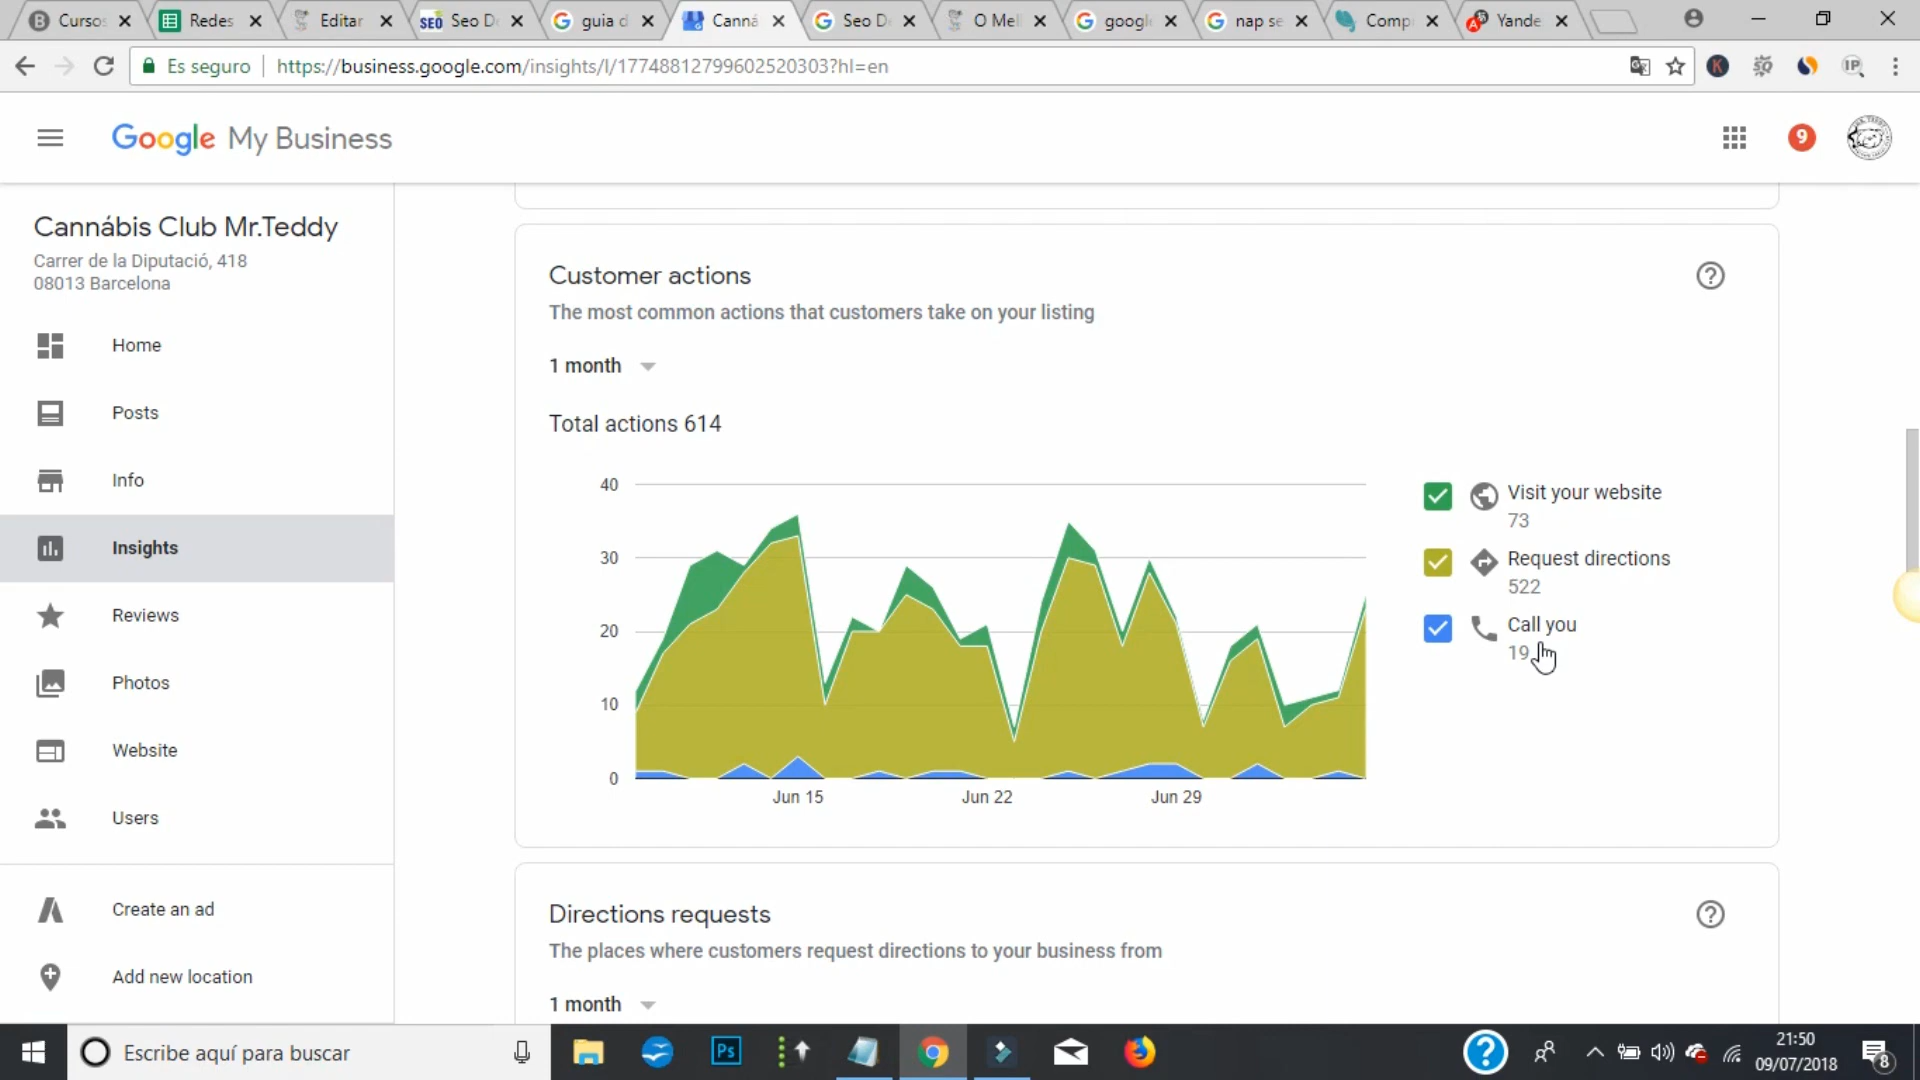 Cursos
Redes
Editar
SEO Seo D
guia d
Canná
Seo D
O Mel
google
nap se
Comp
Yande
Es seguro
https://business.google.com/insights/l/17748812799602520303?hl=en
Google My Business
9
Cannábis Club Mr.Teddy
Carrer de la Diputació, 418
08013 Barcelona
Home
Posts
Info
Insights
Reviews
Photos
Website
Users
Create an ad
Add new location
Customer actions
The most common actions that customers take on your listing
1 month
Total actions 614
40
30
20
10
0
Jun 15
Jun 22
Jun 29
Visit your website
73
Request directions
522
Call you
19
Directions requests
The places where customers request directions to your business from
1 month
Escribe aquí para buscar
Ps
21:50
09/07/2018
8